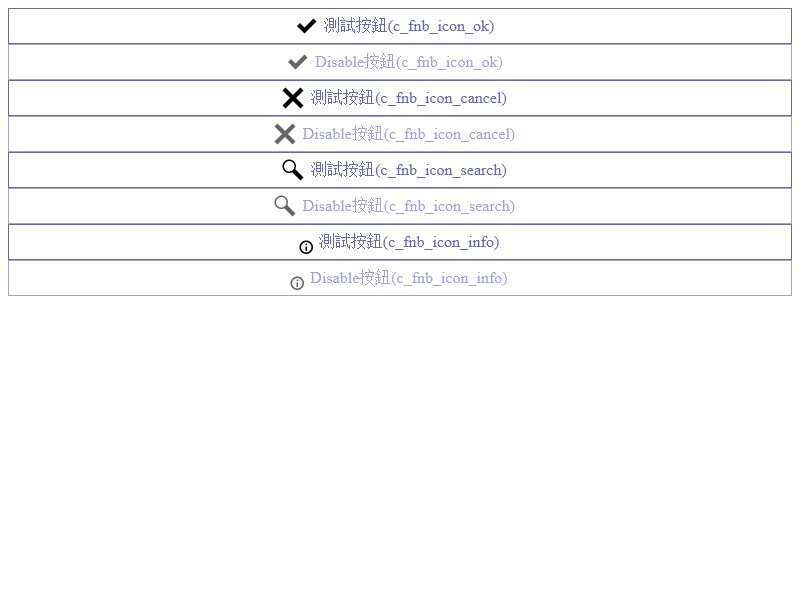 測試按鈕(c_fnb_icon_ok)
Disable按鈕(c_fnb_icon_ok)
測試按鈕(c_fnb_icon_cancel)
Disable按鈕(c_fnb_icon_cancel)
測試按鈕(c_fnb_icon_search)
Disable按鈕(c_fnb_icon_search)
測試按鈕(c_fnb_icon_info)
Disable按鈕(c_fnb_icon_info)